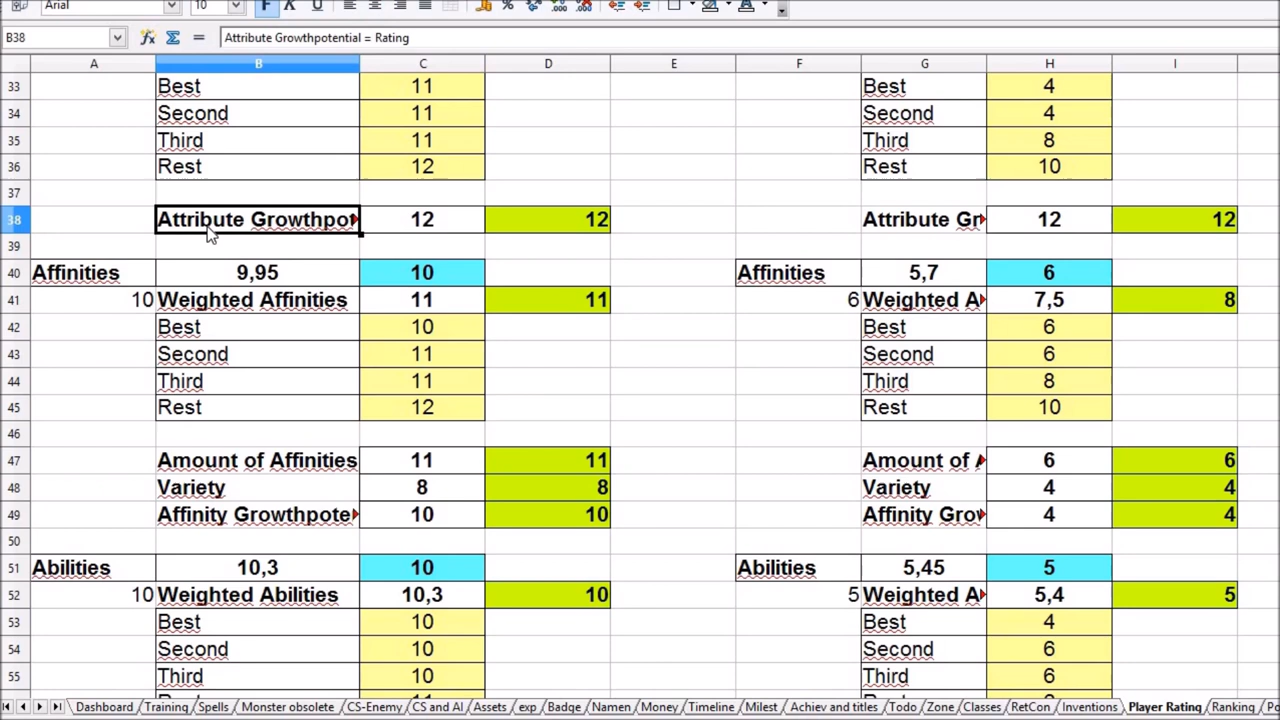 Arial 10 F K U %
B38 Attribute Growthpotential = Rating
A B C D E F G H I
33 Best 11 Best 4
34 Second 11 Second 4
35 Third 11 Third 8
36 Rest 12 Rest 10
37
38 Attribute Growthpot 12 12 Attribute Gr 12 12
39
40 Affinities 9,95 10 Affinities 5,7 6
41 10 Weighted Affinities 11 11 6 Weighted A 7,5 8
42 Best 10 Best 6
43 Second 11 Second 6
44 Third 11 Third 8
45 Rest 12 Rest 10
46
47 Amount of Affinities 11 11 Amount of A 6 6
48 Variety 8 8 Variety 4 4
49 Affinity Growthpote 10 10 Affinity Grov 4 4
50
51 Abilities 10,3 10 Abilities 5,45 5
52 10 Weighted Abilities 10,3 10 5 Weighted A 5,4 5
53 Best 10 Best 4
54 Second 10 Second 6
55 Third 10 Third 6
Dashboard Training Spells Monster obsolete CS-Enemy CS and AI Assets exp Badge Namen Money Timeline Milest Achiev and titles Todo Zone Classes RetCon Inventions Player Rating Ranking